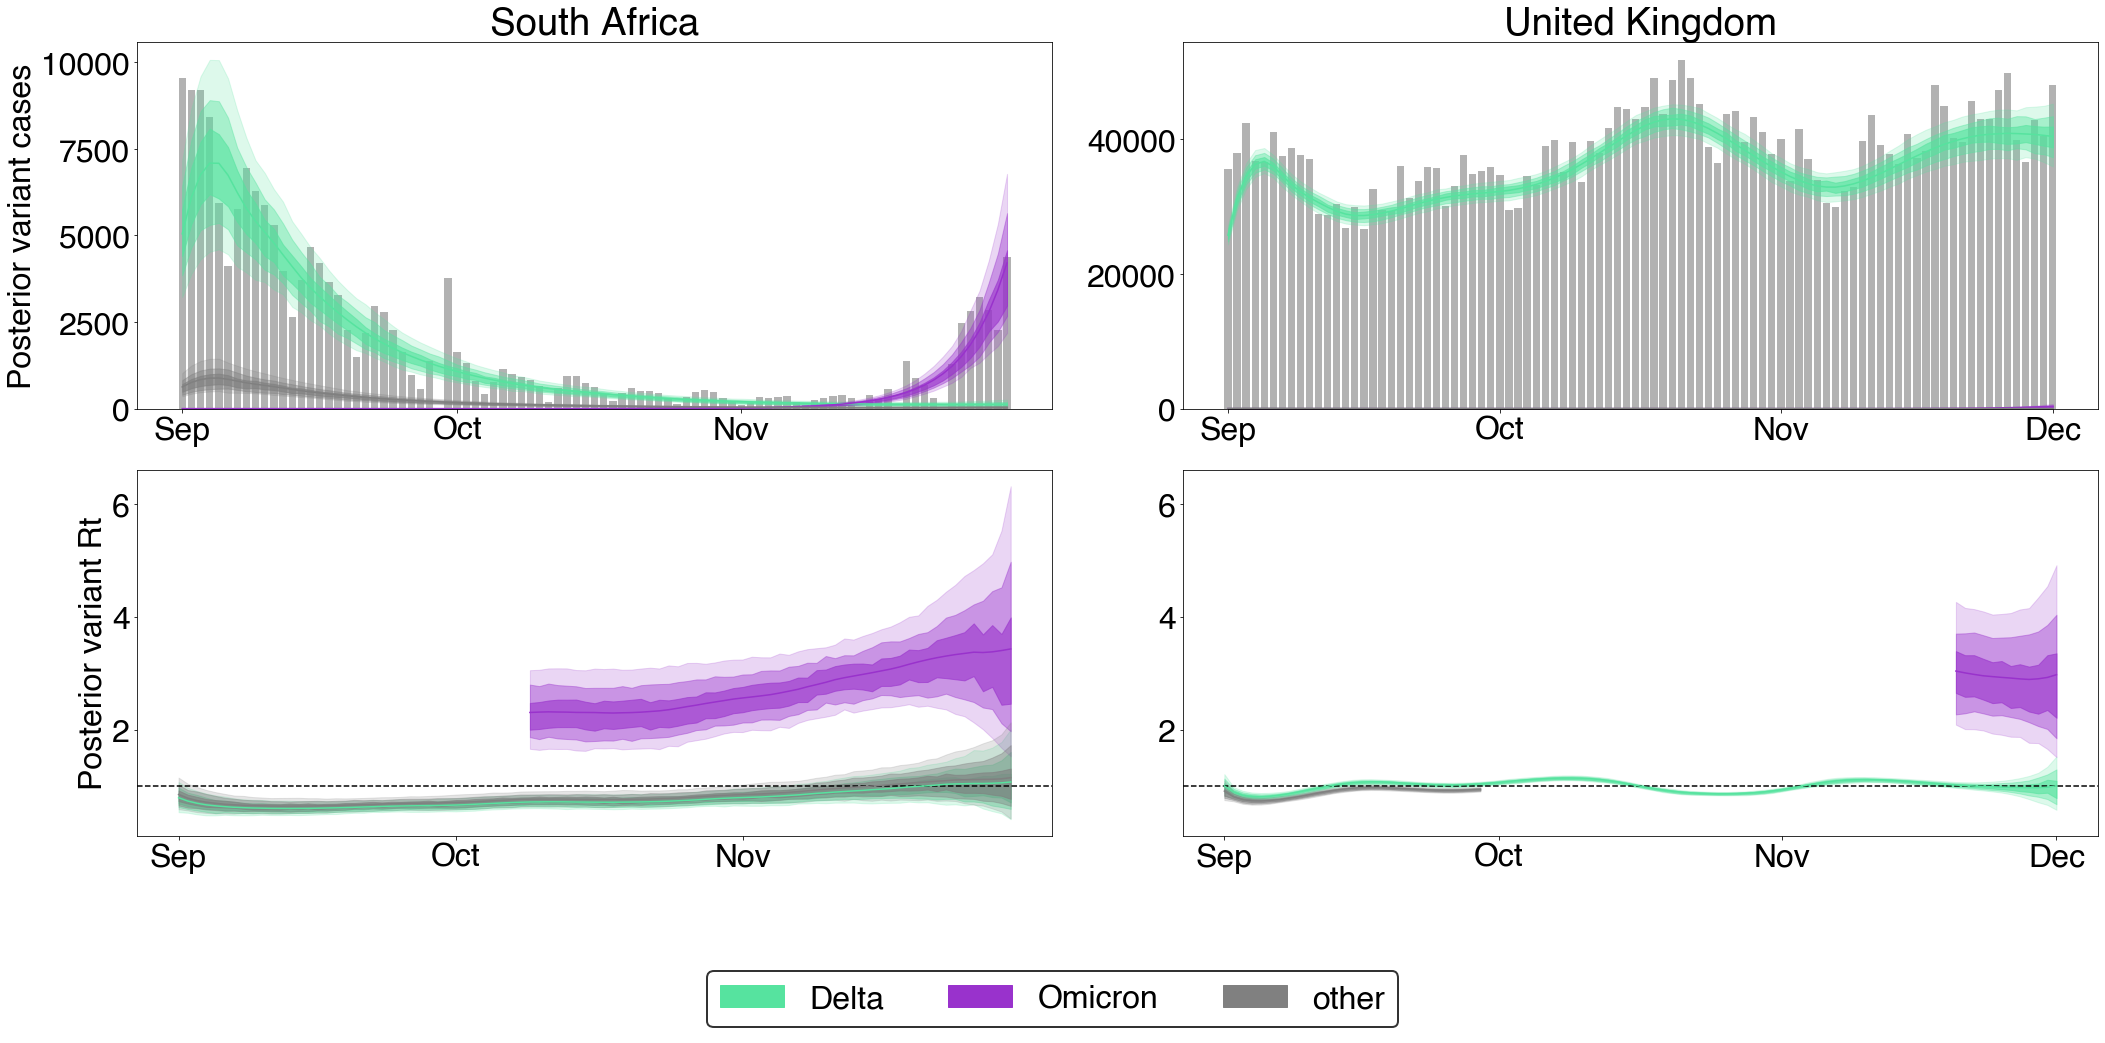 South Africa
United Kingdom
Posterior variant cases
10000
7500
5000
2500
0
Sep
Oct
Nov
40000
20000
0
Sep
Oct
Nov
Dec
Posterior variant Rt
6
4
2
Sep
Oct
Nov
6
4
2
Sep
Oct
Nov
Dec
Delta
Omicron
other